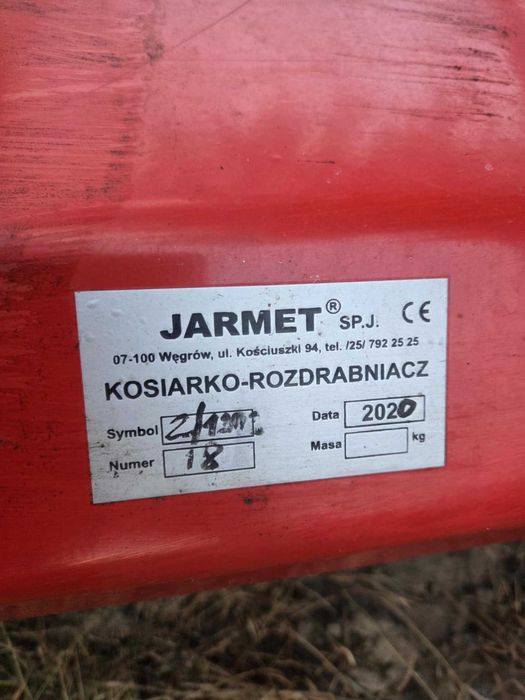 JARMET® SP.J. CE
07-100 Węgrów, ul. Kościuszki 94, tel. /25/ 792 25 25
KOSIARKO-ROZDRABNIACZ
Symbol Data 2020
Numer 18 Masa kg